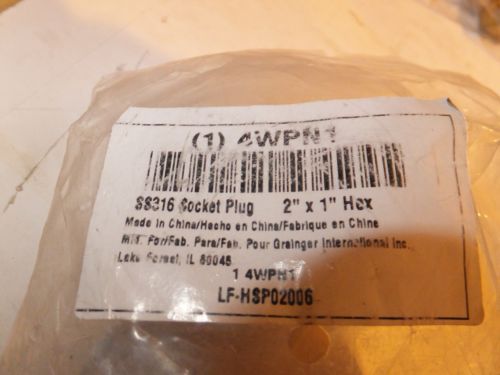 (1) 4WPN1
SS316 Socket Plug 2" x 1" Hex
Made in China/Hecho en China/Fabrique en Chine
Mfd. For/Fab. Para/Fab. Pour Grainger International Inc.,
Lake Forest, IL 60045
1 4WPN1
LF-HSP02006